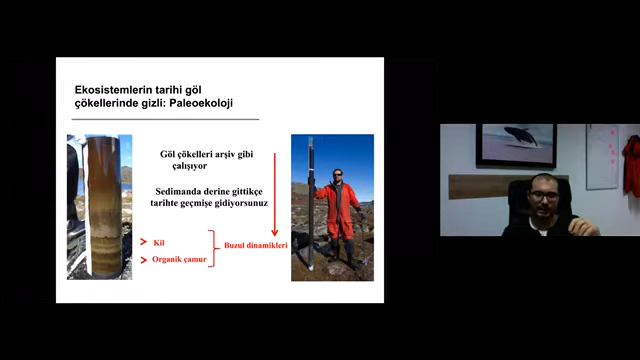 Ekosistemlerin tarihi göl
çökellerinde gizli: Paleoekoloji
Göl çökelleri arşiv gibi
çalışıyor
Sedimanda derine gittikçe
tarihte geçmişe gidiyorsunuz
Kil
Organik çamur
Buzul dinamikleri